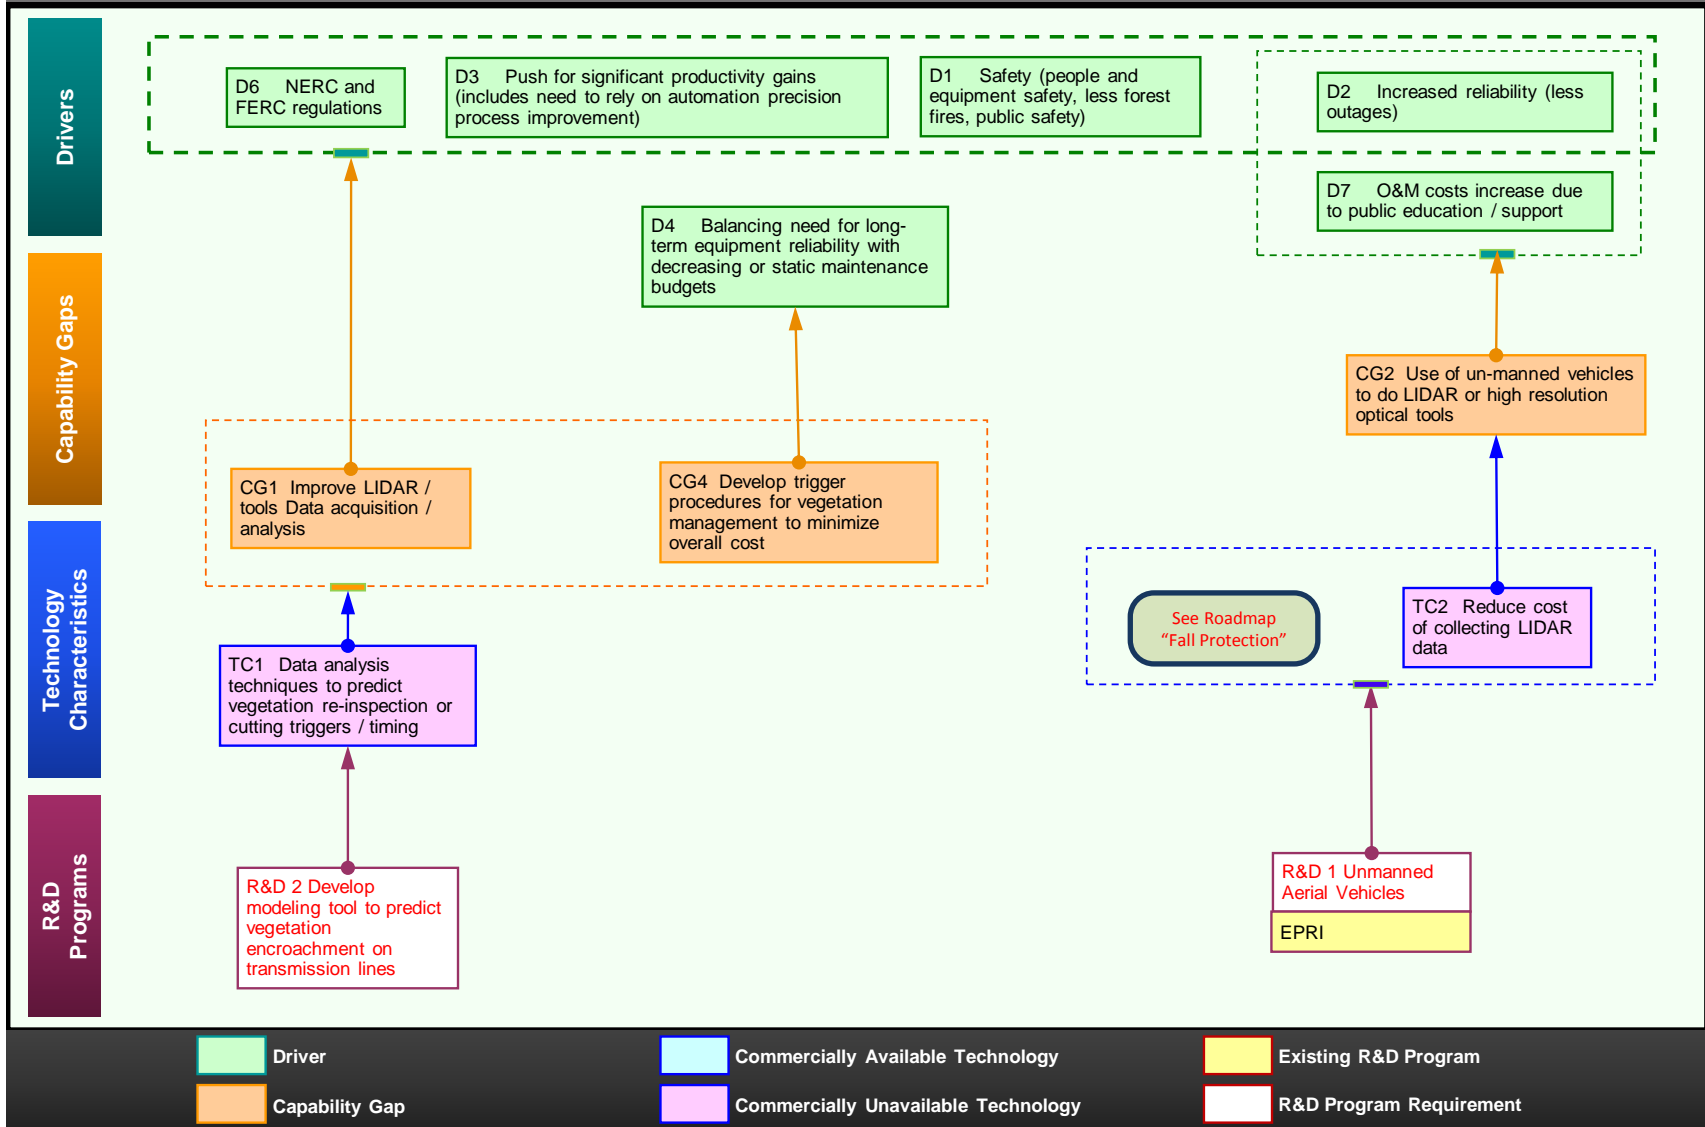 Drivers
D6 NERC and
FERC regulations
D3 Push for significant productivity gains
(includes need to rely on automation precision
process improvement)
D1 Safety (people and
equipment safety, less forest
fires, public safety)
D2 Increased reliability (less
outages)
D7 O&M costs increase due
to public education / support
D4 Balancing need for long-
term equipment reliability with
decreasing or static maintenance
budgets
Capability Gaps
CG2 Use of un-manned vehicles
to do LIDAR or high resolution
optical tools
CG1 Improve LIDAR /
tools Data acquisition /
analysis
CG4 Develop trigger
procedures for vegetation
management to minimize
overall cost
Technology
Characteristics
See Roadmap
“Fall Protection”
TC2 Reduce cost
of collecting LIDAR
data
TC1 Data analysis
techniques to predict
vegetation re-inspection or
cutting triggers / timing
R&D
Programs
R&D 2 Develop
modeling tool to predict
vegetation
encroachment on
transmission lines
R&D 1 Unmanned
Aerial Vehicles
EPRI
Driver
Commercially Available Technology
Existing R&D Program
Capability Gap
Commercially Unavailable Technology
R&D Program Requirement